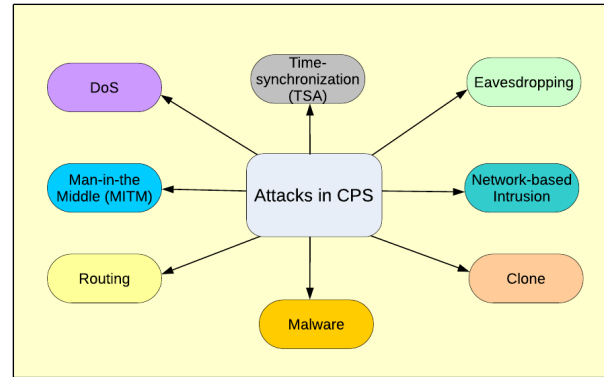 Time-
synchronization
(TSA)
DoS
Eavesdropping
Man-in-the
Middle (MITM)
Attacks in CPS
Network-based
Intrusion
Routing
Clone
Malware